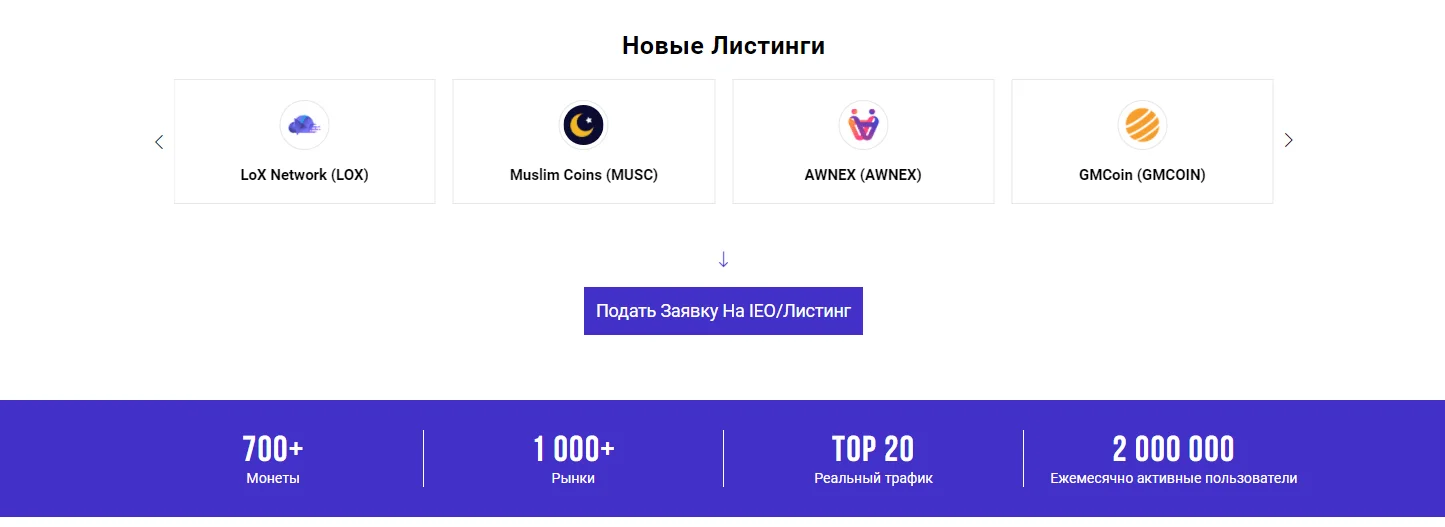 Новые Листинги
LoX Network (LOX)
Muslim Coins (MUSC)
AWNEX (AWNEX)
GMCoin (GMCOIN)
Подать Заявку На IEO/Листинг
700+
Монеты
1 000+
Рынки
TOP 20
Реальный трафик
2 000 000
Ежемесячно активные пользователи